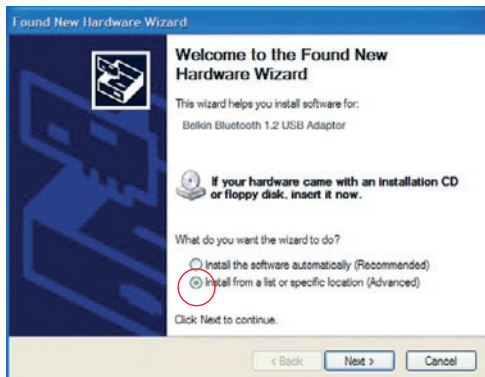 Found New Hardware Wizard
Welcome to the Found New
Hardware Wizard
This wizard helps you install software for:
Belkin Bluetooth 1.2 USB Adaptor
If your hardware came with an installation CD
or floppy disk, insert it now.
What do you want the wizard to do?
Install the software automatically (Recommended)
Install from a list or specific location (Advanced)
Click Next to continue.
< Back Next > Cancel